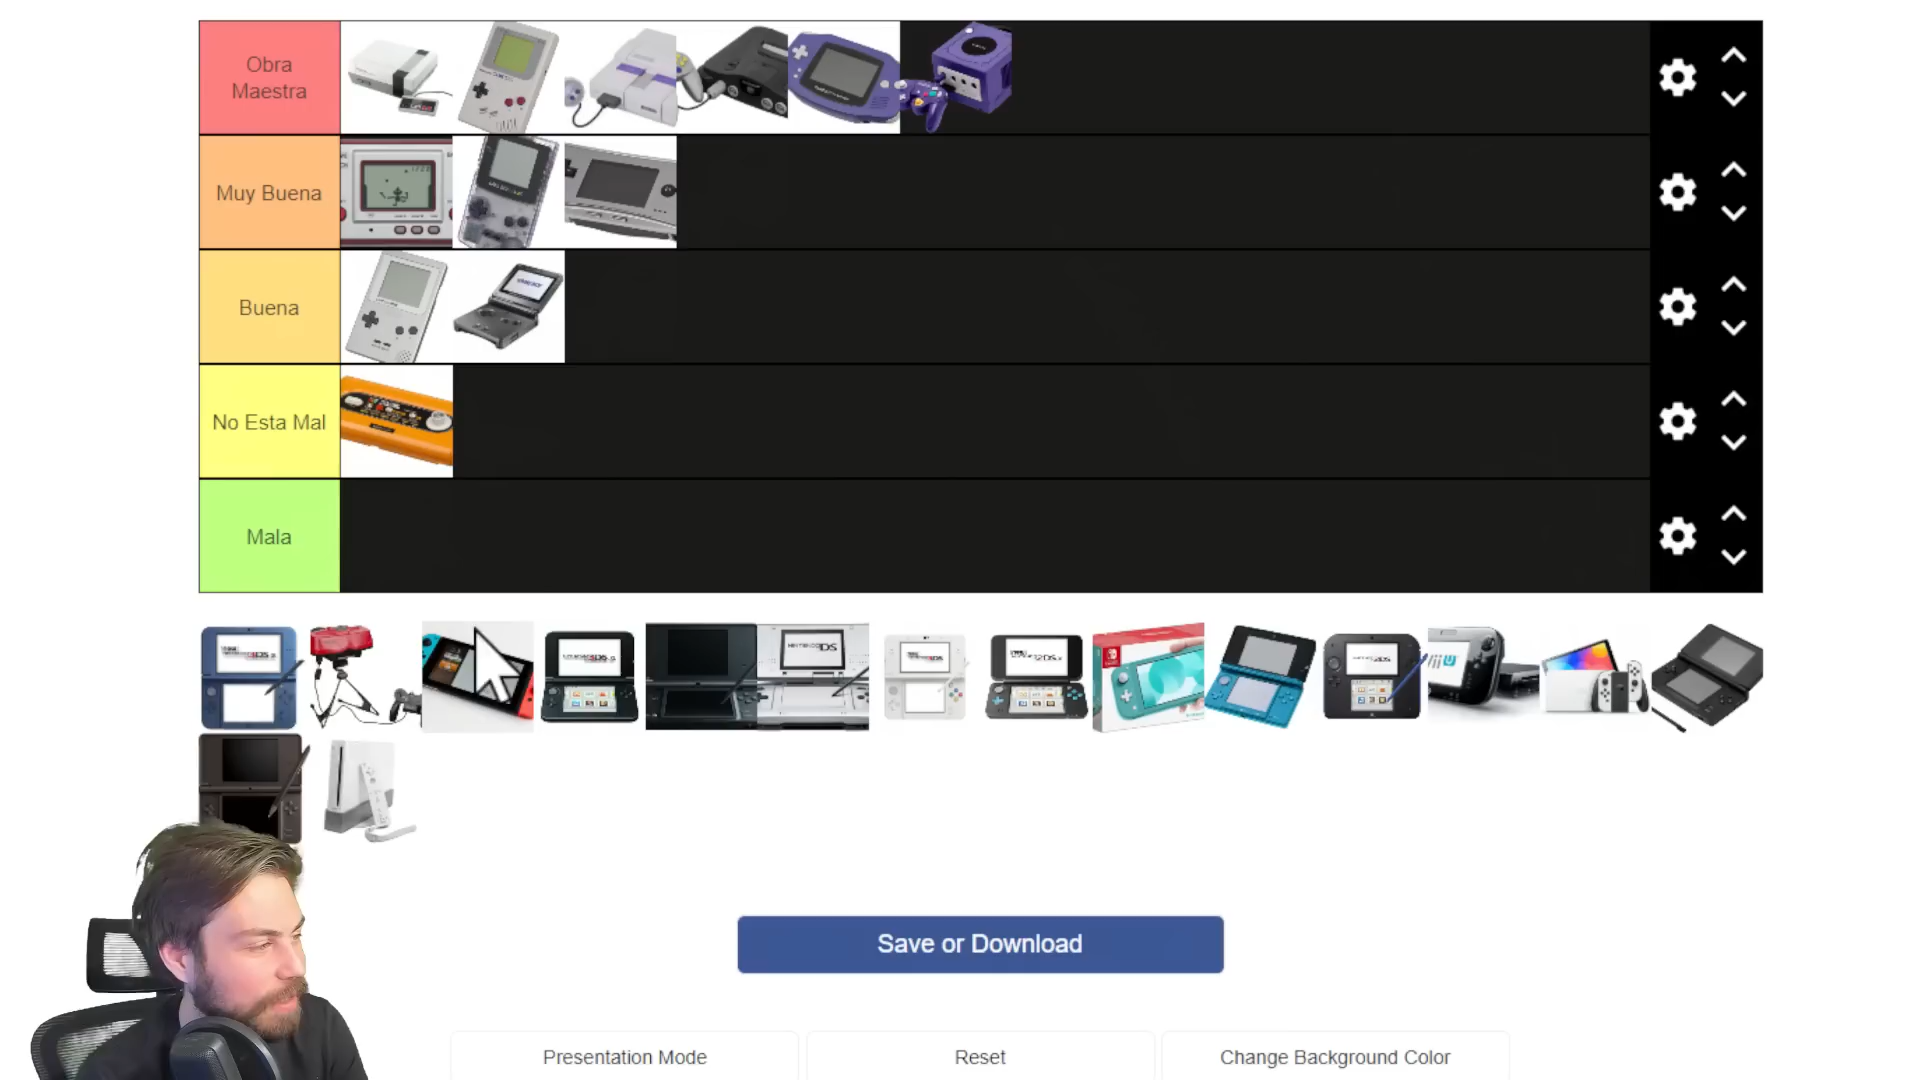 Obra
Maestra
Muy Buena
Buena
No Esta Mal
Mala
Save or Download
Presentation Mode
Reset
Change Background Color